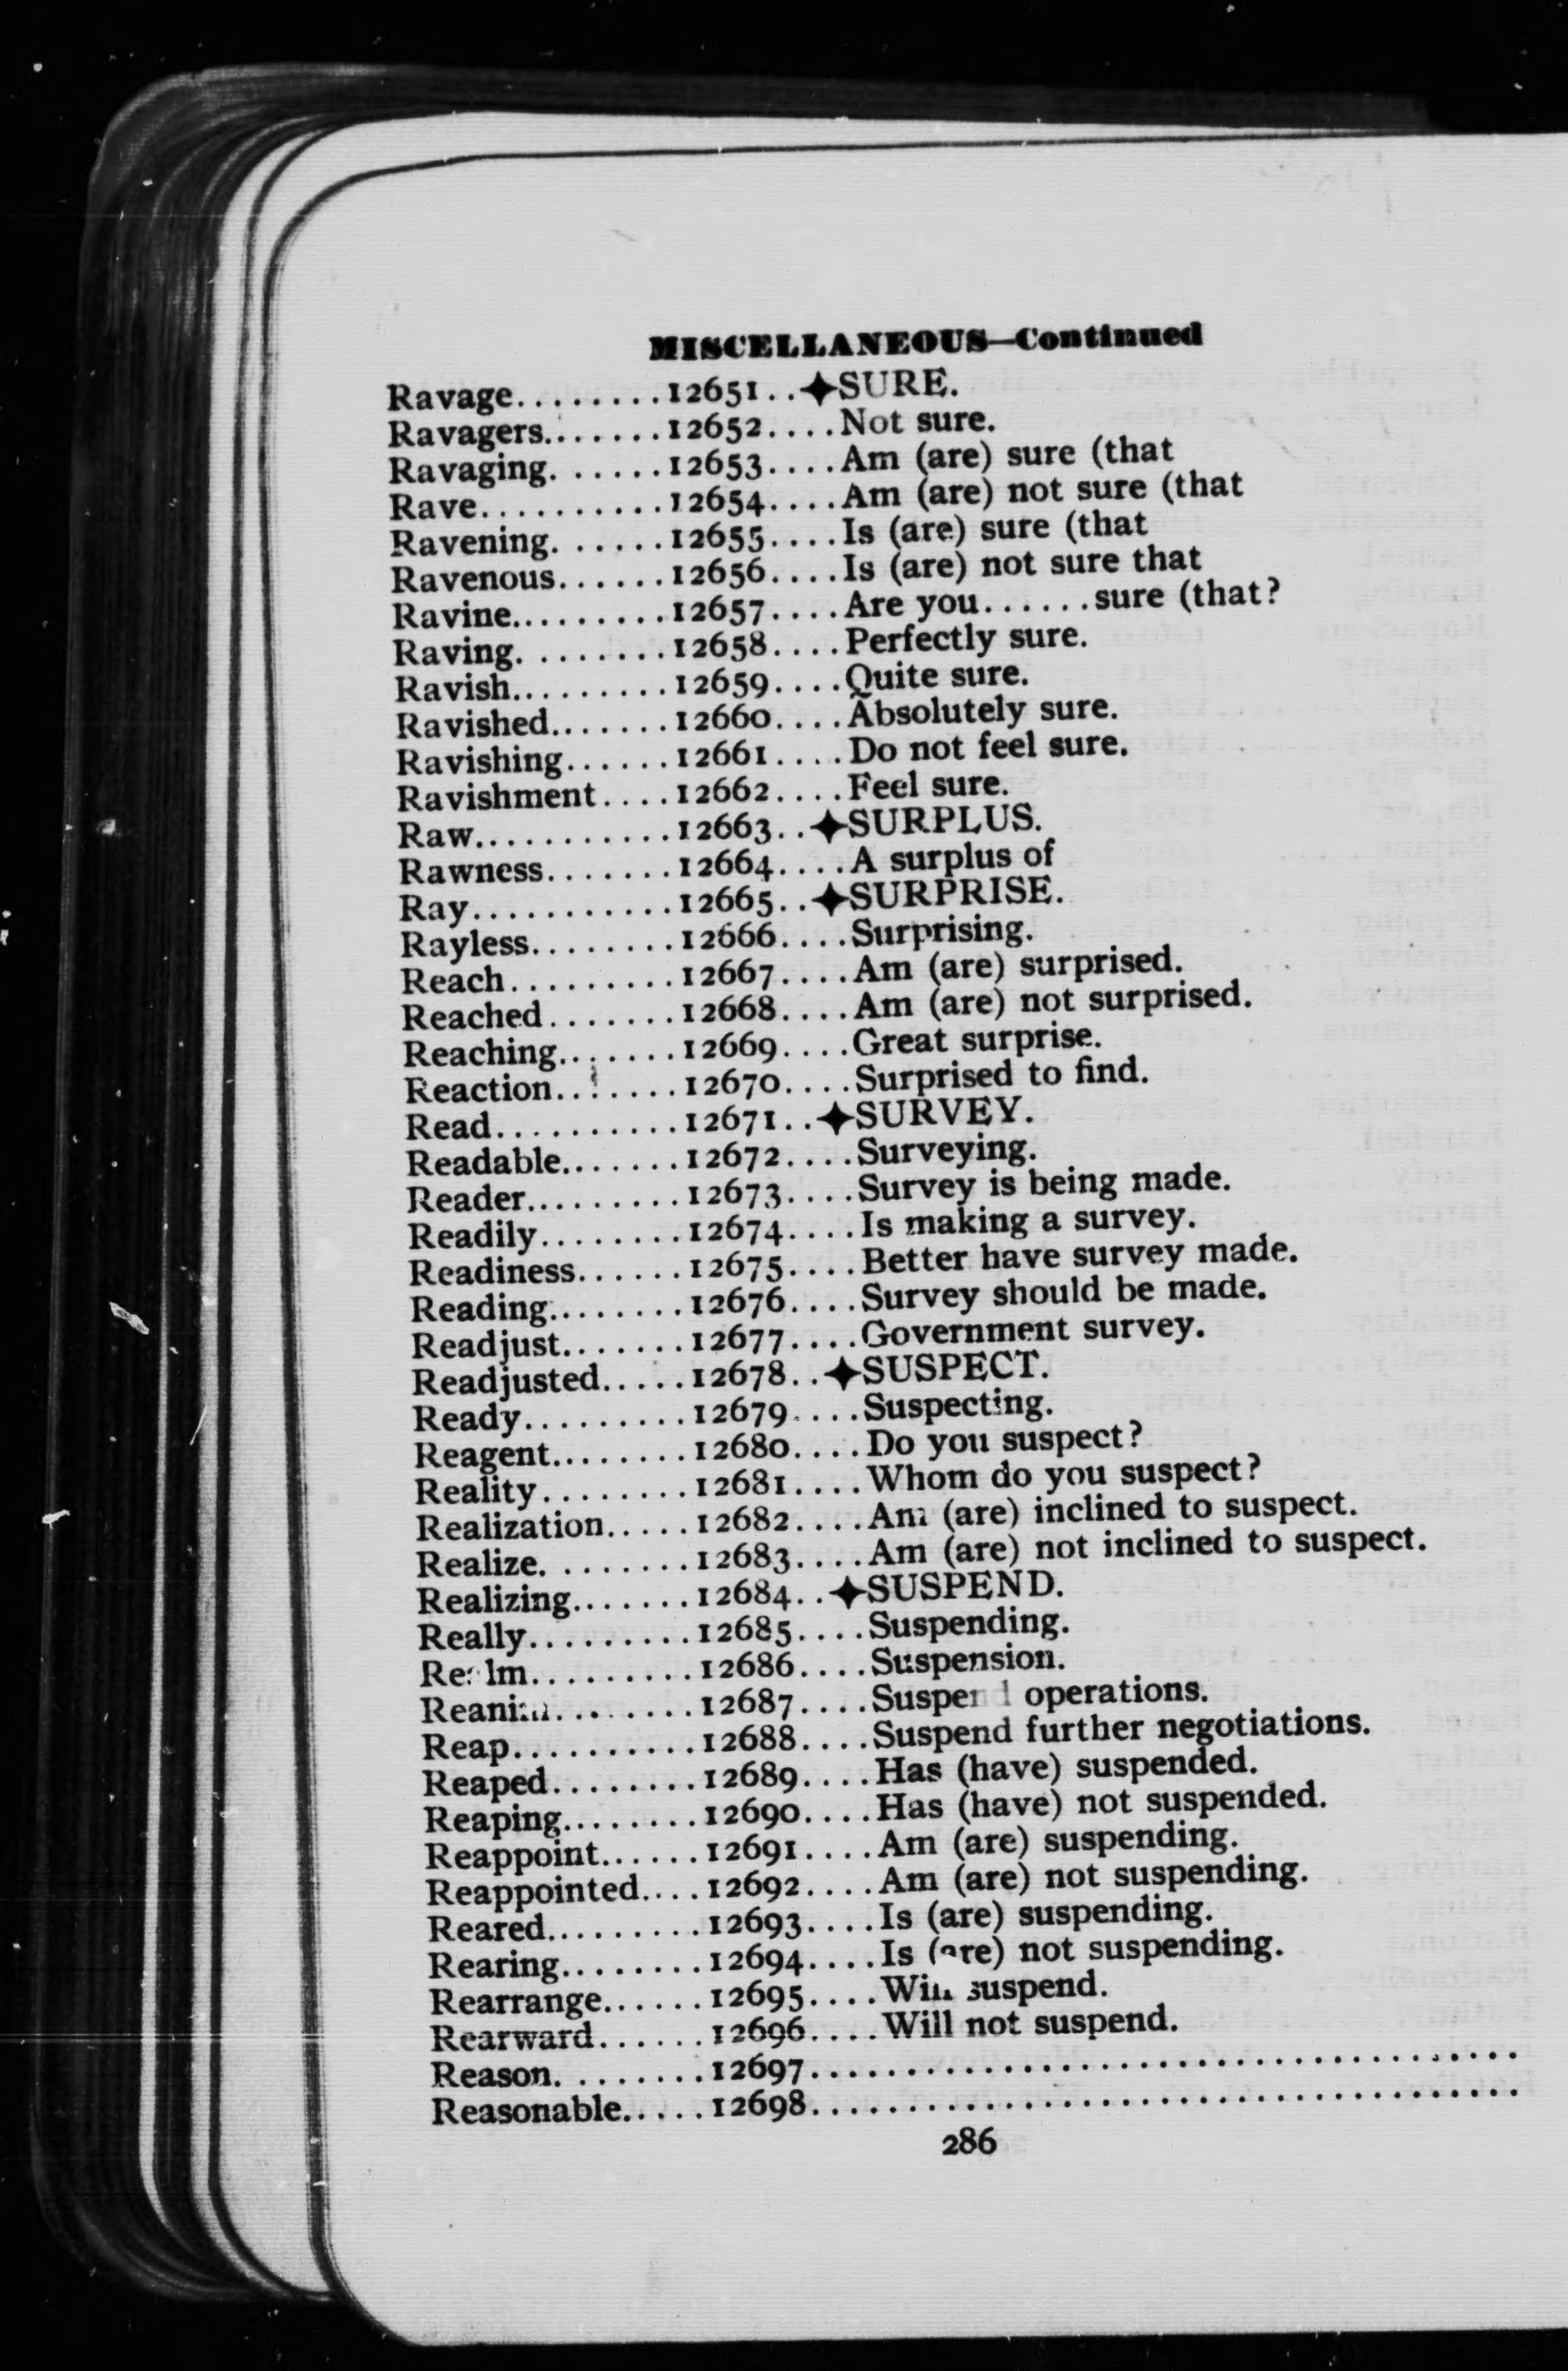 MISCELLANEOUS—Continued
Ravage........12651..✦SURE.
Ravagers.......12652....Not sure.
Ravaging. ......12653....Am (are) sure (that
Rave..........12654....Am (are) not sure (that
Ravening. ......12655....Is (are) sure (that
Ravenous......12656....Is (are) not sure that
Ravine.........12657....Are you......sure (that?
Raving. ........12658....Perfectly sure.
Ravish.........12659....Quite sure.
Ravished.......12660....Absolutely sure.
Ravishing......12661....Do not feel sure.
Ravishment....12662....Feel sure.
Raw...........12663..✦SURPLUS.
Rawness.......12664....A surplus of
Ray...........12665..✦SURPRISE.
Rayless........12666....Surprising.
Reach.........12667....Am (are) surprised.
Reached.......12668....Am (are) not surprised.
Reaching.......12669....Great surprise.
Reaction.......12670....Surprised to find.
Read..........12671..✦SURVEY.
Readable.......12672....Surveying.
Reader.........12673....Survey is being made.
Readily........12674....Is making a survey.
Readiness......12675....Better have survey made.
Reading........12676....Survey should be made.
Readjust.......12677....Government survey.
Readjusted.....12678..✦SUSPECT.
Ready.........12679....Suspecting.
Reagent........12680....Do you suspect?
Reality........12681....Whom do you suspect?
Realization.....12682....Am (are) inclined to suspect.
Realize. ........12683....Am (are) not inclined to suspect.
Realizing.......12684..✦SUSPEND.
Really.........12685....Suspending.
Realm.........12686....Suspension.
........12687....Suspend operations.
Reap..........12688....Suspend further negotiations.
Reaped........12689....Has (have) suspended.
Reaping........12690....Has (have) not suspended.
Reappoint......12691....Am (are) suspending.
Reappointed....12692....Am (are) not suspending.
Reared.........12693....Is (are) suspending.
Rearing........12694....Is (are) not suspending.
Rearrange......12695....Will suspend.
Rearward......12696....Will not suspend.
Reason. ........12697.....................................
Reasonable.....12698.....................................
286